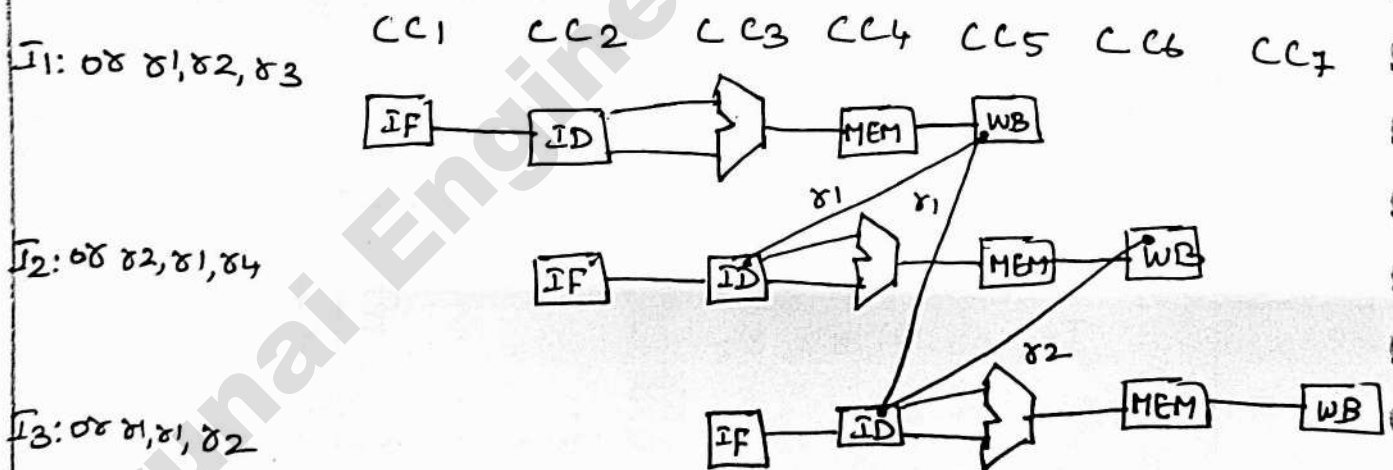 CC1 CC2 CC3 CC4 CC5 CC6 CC7
I1: or r1, r2, r3
IF ID MEM WB
r1 r1
I2: or r2, r1, r4
IF ID MEM WB
r2
I3: or r1, r1, r2
IF ID MEM WB